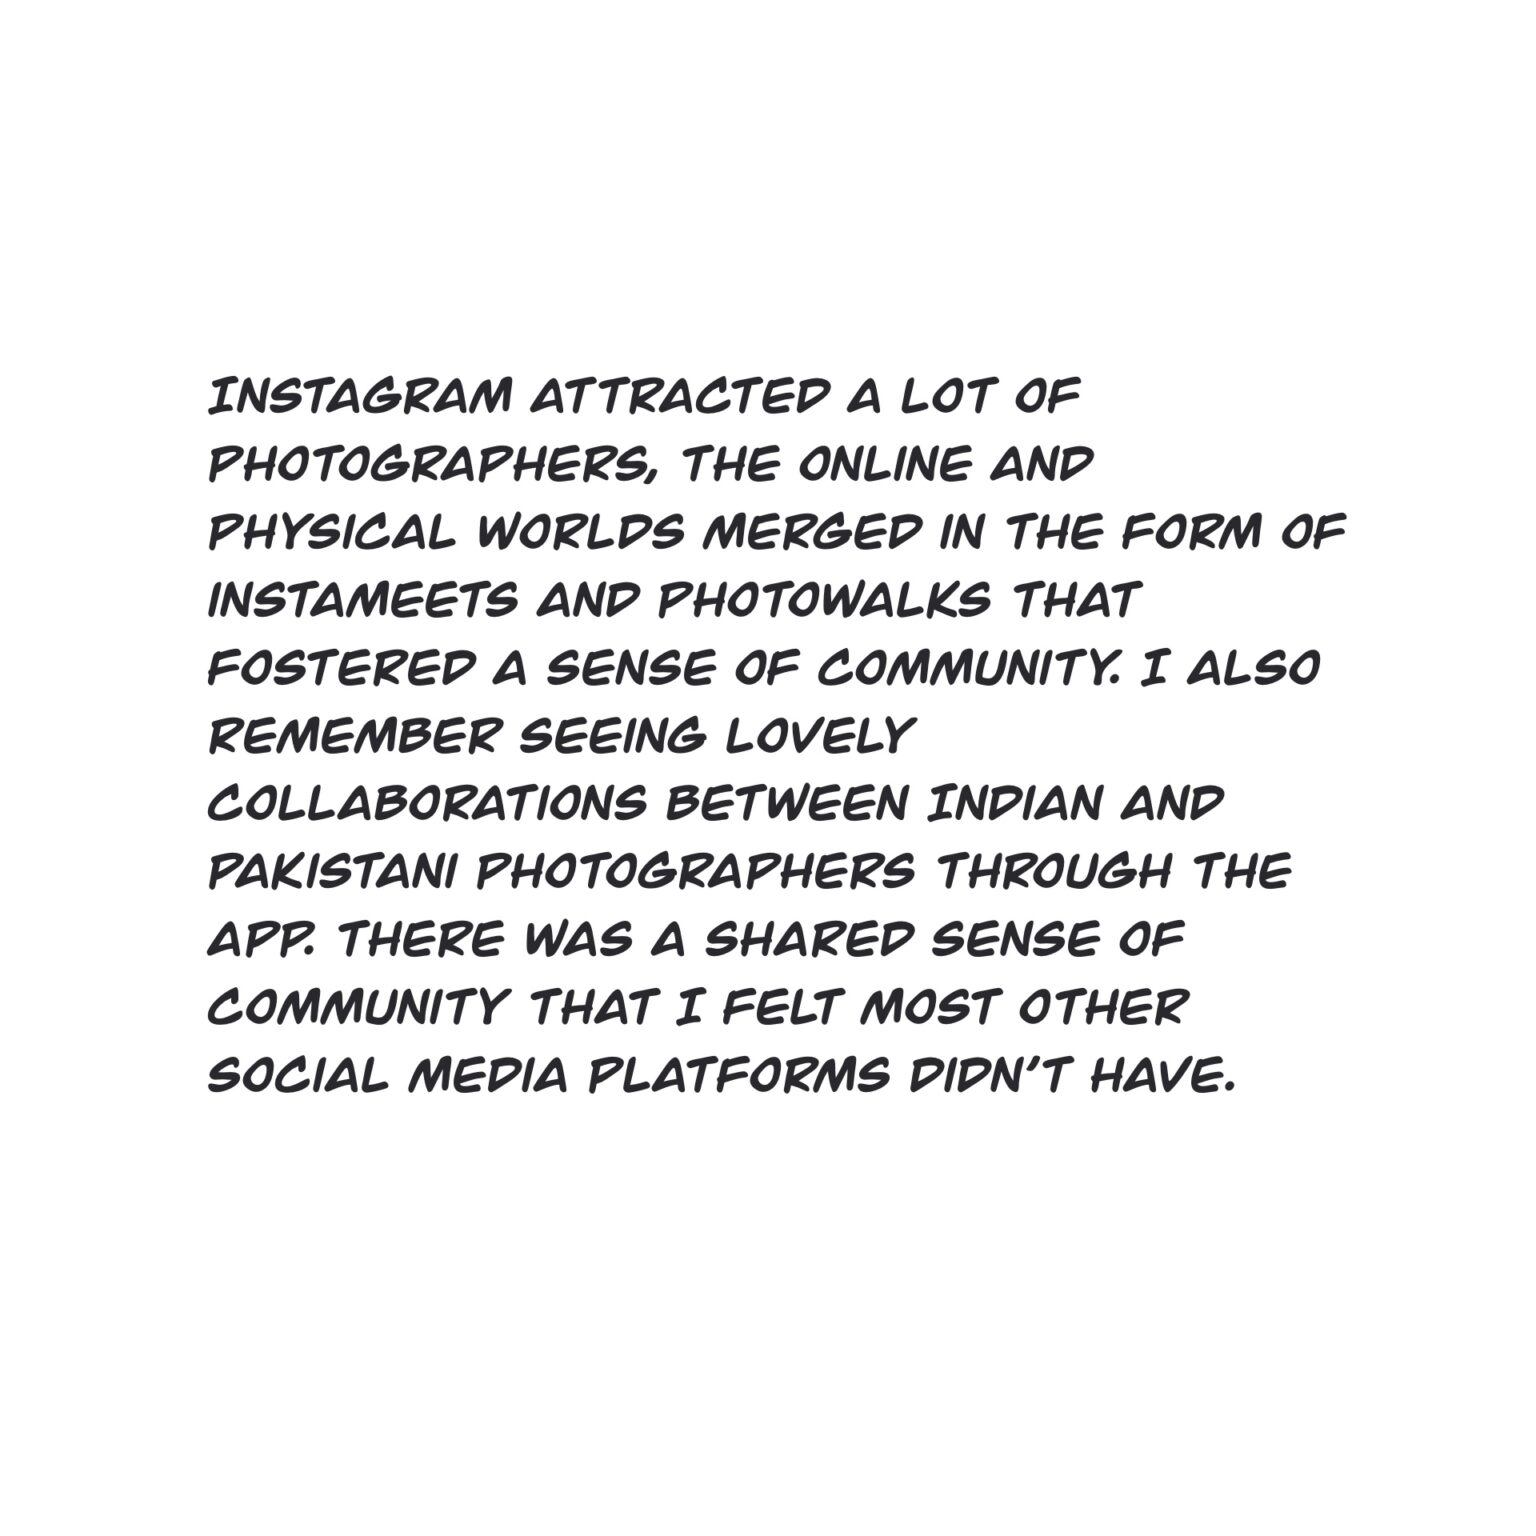 INSTAGRAM ATTRACTED A LOT OF
PHOTOGRAPHERS, THE ONLINE AND
PHYSICAL WORLDS MERGED IN THE FORM OF
INSTAMEETS AND PHOTOWALKS THAT
FOSTERED A SENSE OF COMMUNITY. I ALSO
REMEMBER SEEING LOVELY
COLLABORATIONS BETWEEN INDIAN AND
PAKISTANI PHOTOGRAPHERS THROUGH THE
APP. THERE WAS A SHARED SENSE OF
COMMUNITY THAT I FELT MOST OTHER
SOCIAL MEDIA PLATFORMS DIDN'T HAVE.